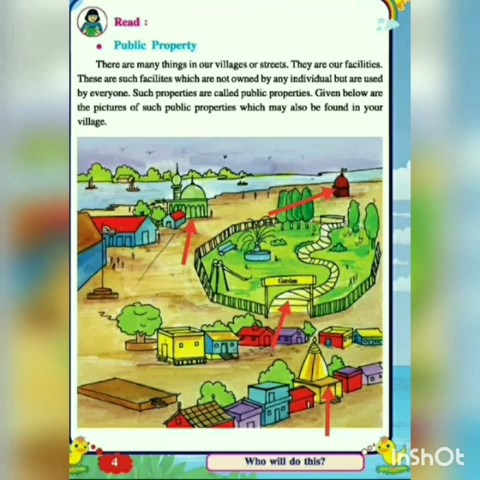 Read :
Public Property
There are many things in our villages or streets. They are our facilities.
These are such facilites which are not owned by any individual but are used
by everyone. Such properties are called public properties. Given below are
the pictures of such public properties which may also be found in your
village.
Garden
4
Who will do this?
InShOt